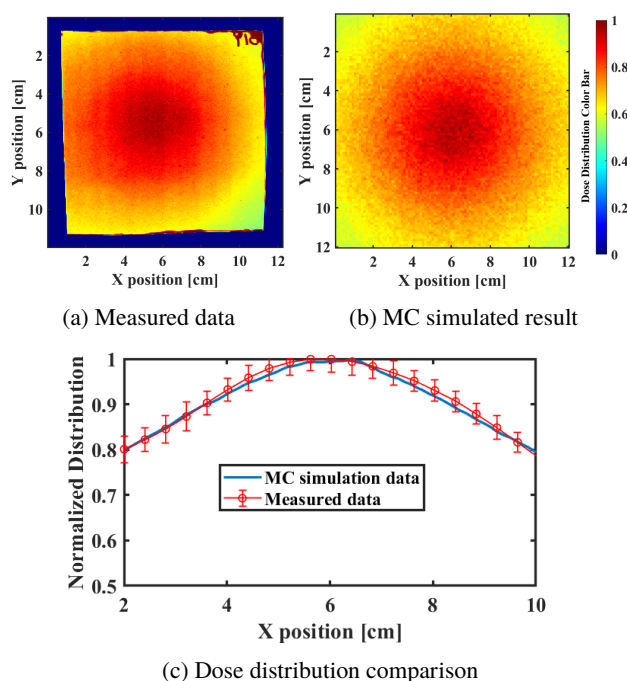 2
4
6
8
10
Y position [cm]
2 4 6 8 10 12
X position [cm]
(a) Measured data
2
4
6
8
10
12
Y position [cm]
2 4 6 8 10 12
X position [cm]
(b) MC simulated result
1
0.8
0.6
0.4
0.2
0
Dose Distribution Color Bar
1
0.9
0.8
0.7
0.6
0.5
Normalized Distribution
MC simulation data
Measured data
2 4 6 8 10
X position [cm]
(c) Dose distribution comparison